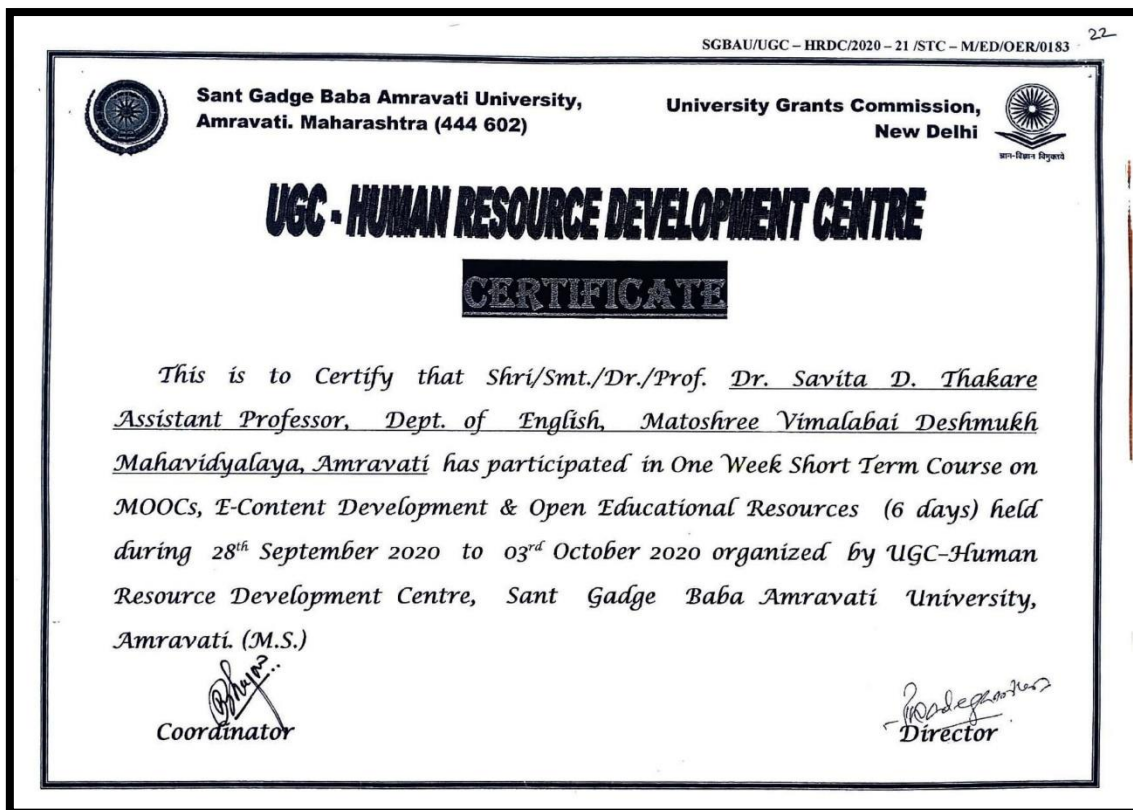 SGBAU/UGC – HRDC/2020 – 21 /STC – M/ED/OER/0183
22
Sant Gadge Baba Amravati University,
Amravati. Maharashtra (444 602)
University Grants Commission,
New Delhi
ज्ञान-विज्ञान विमुक्तये
UGC - HUMAN RESOURCE DEVELOPMENT CENTRE
CERTIFICATE
This is to Certify that Shri/Smt./Dr./Prof. Dr. Savita D. Thakare
Assistant Professor, Dept. of English, Matoshree Vimalabai Deshmukh
Mahavidyalaya, Amravati has participated in One Week Short Term Course on
MOOCs, E-Content Development & Open Educational Resources (6 days) held
during 28th September 2020 to 03rd October 2020 organized by UGC–Human
Resource Development Centre, Sant Gadge Baba Amravati University,
Amravati. (M.S.)
Coordinator
Director